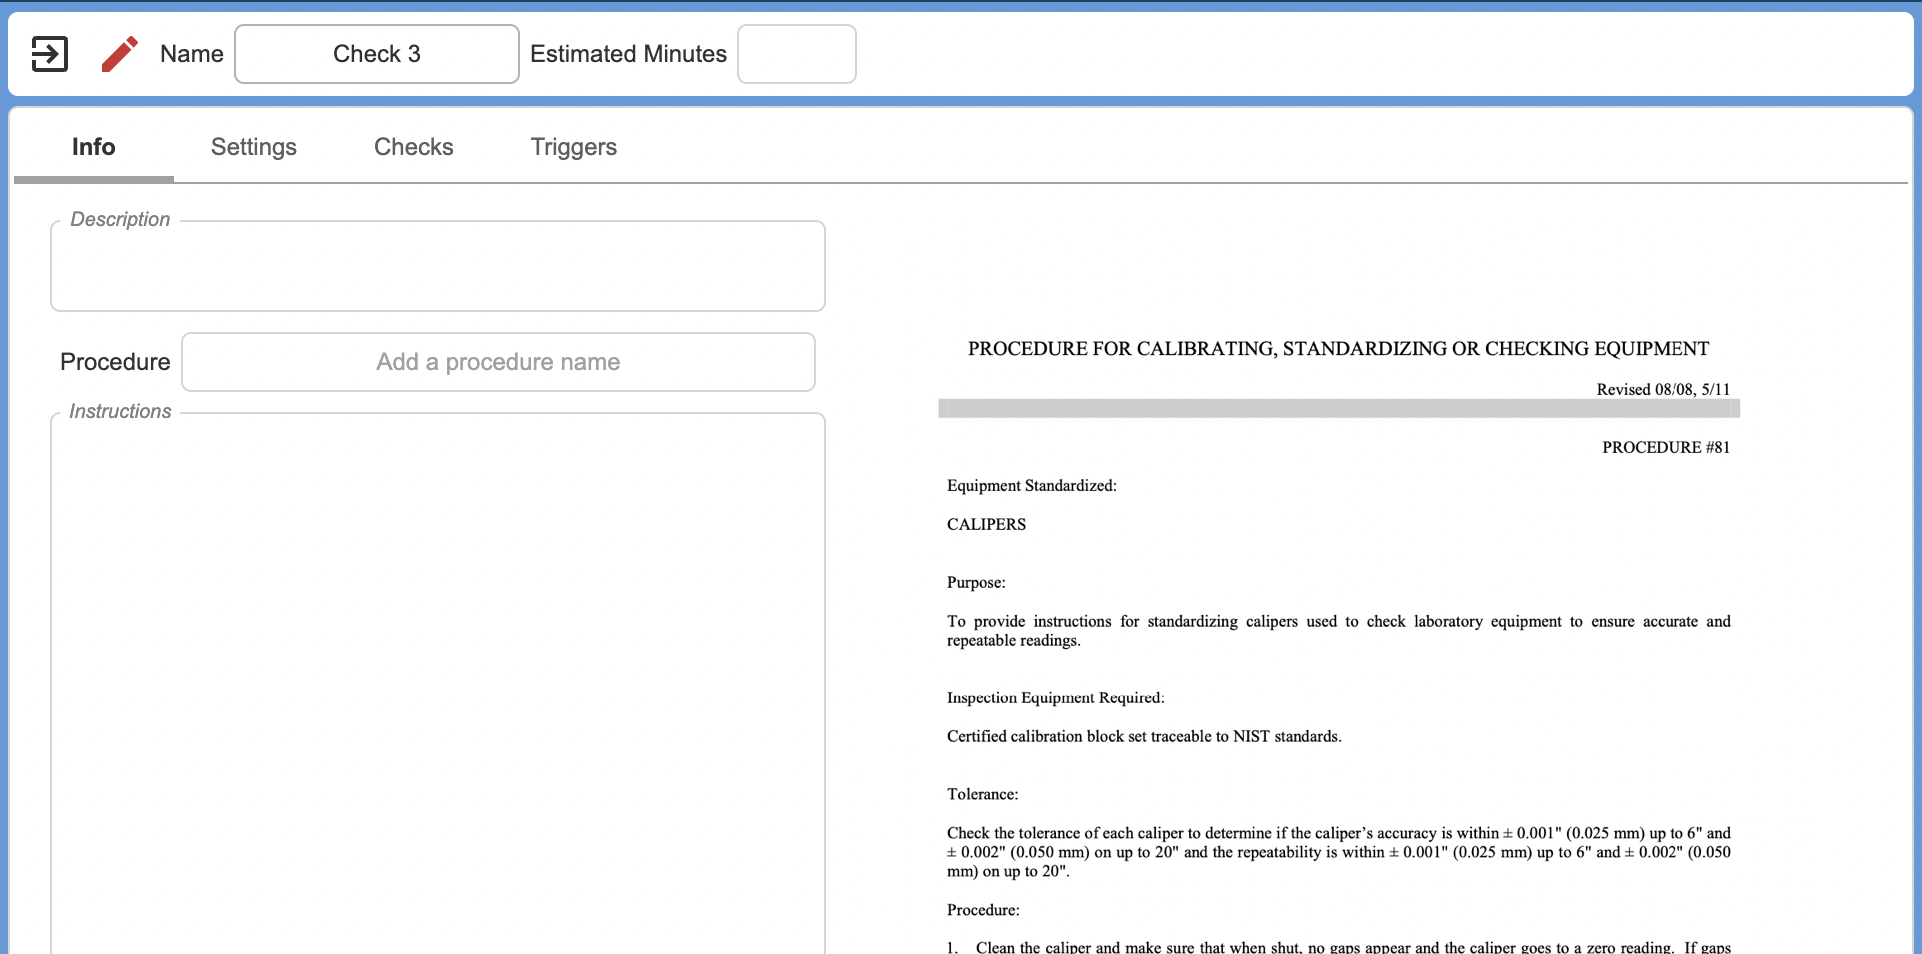 Name
Check 3
Estimated Minutes
Info
Settings
Checks
Triggers
Description
Procedure
Add a procedure name
Instructions
PROCEDURE FOR CALIBRATING, STANDARDIZING OR CHECKING EQUIPMENT
Revised 08/08, 5/11
PROCEDURE #81
Equipment Standardized:
CALIPERS
Purpose:
To provide instructions for standardizing calipers used to check laboratory equipment to ensure accurate and
repeatable readings.
Inspection Equipment Required:
Certified calibration block set traceable to NIST standards.
Tolerance:
Check the tolerance of each caliper to determine if the caliper’s accuracy is within ± 0.001" (0.025 mm) up to 6" and
± 0.002" (0.050 mm) on up to 20" and the repeatability is within ± 0.001" (0.025 mm) up to 6" and ± 0.002" (0.050
mm) on up to 20".
Procedure:
1. Clean the caliper and make sure that when shut, no gaps appear and the caliper goes to a zero reading. If gaps